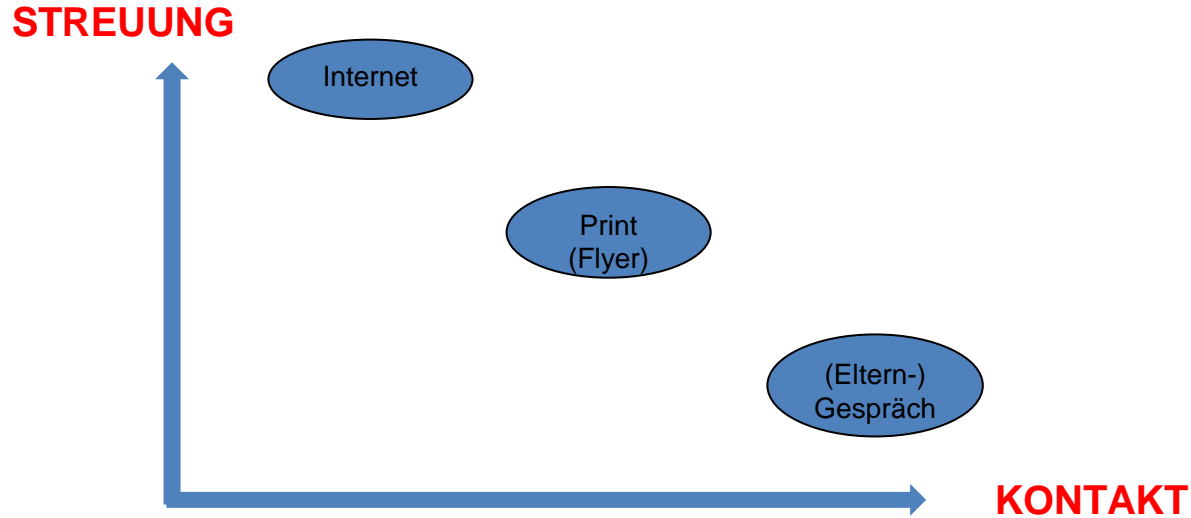 STREUUNG
Internet
Print
(Flyer)
(Eltern-)
Gespräch
KONTAKT